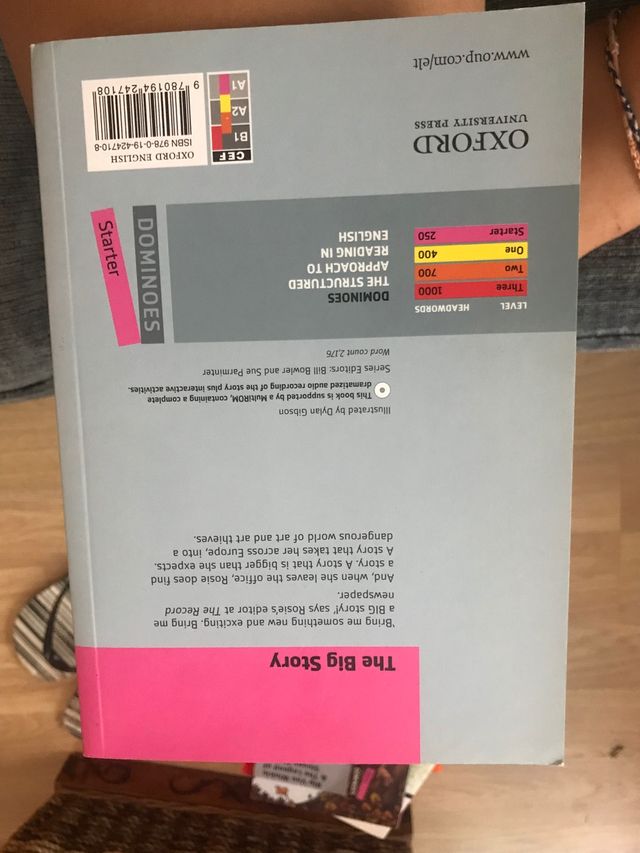 The Big Story
'Bring me something new and exciting. Bring me
a BIG story!' says Rosie's editor at The Record
newspaper.
And, when she leaves the office, Rosie does find
a story. A story that is bigger than she expects.
A story that takes her across Europe, into a
dangerous world of art and art thieves.
Illustrated by Dylan Gibson
This book is supported by a MultiROM, containing a complete
dramatized audio recording of the story plus interactive activities.
Series Editors: Bill Bowler and Sue Parminter
Word count 2,176
LEVEL HEADWORDS
Three 1000
Two 700
One 400
Starter 250
DOMINOES
THE STRUCTURED
APPROACH TO
READING IN
ENGLISH
DOMINOES
Starter
OXFORD
UNIVERSITY PRESS
www.oup.com/elt
CEF
B1
A2
A1
OXFORD ENGLISH
ISBN 978-0-19-424710-8
9 780194 247108
Rip Van Winkle
& The Legend of